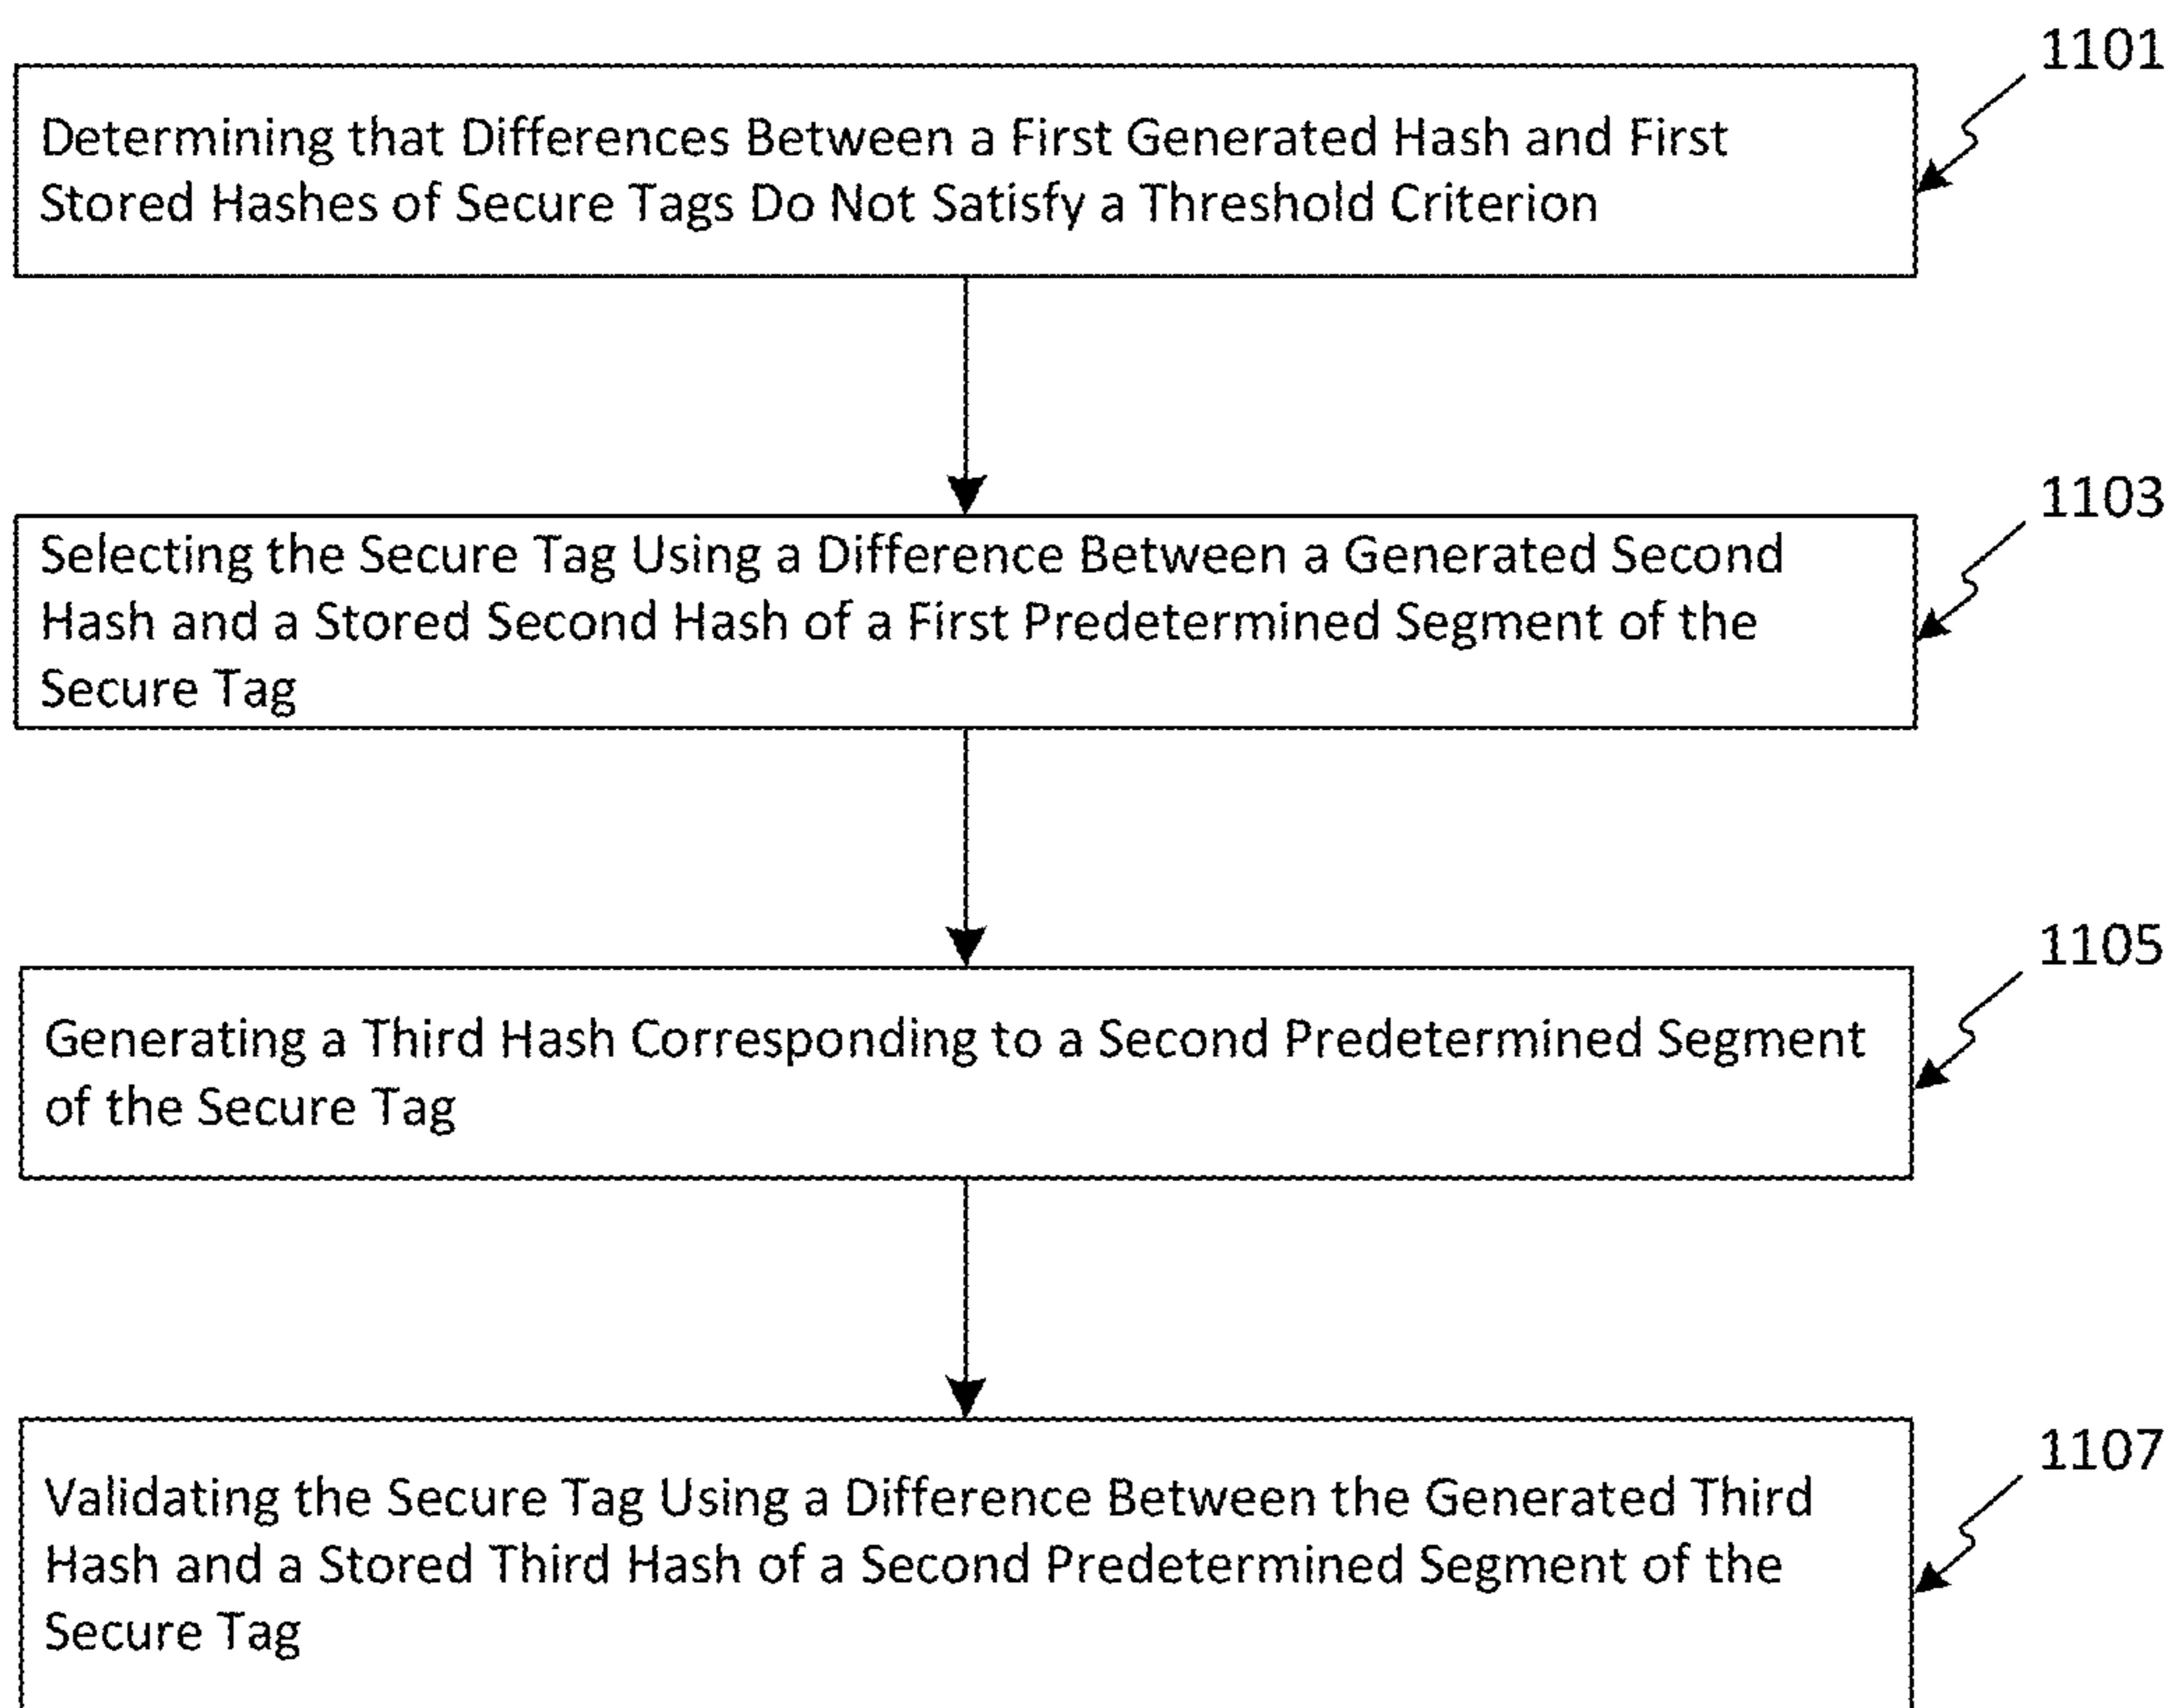 1101
Determining that Differences Between a First Generated Hash and First
Stored Hashes of Secure Tags Do Not Satisfy a Threshold Criterion
1103
Selecting the Secure Tag Using a Difference Between a Generated Second
Hash and a Stored Second Hash of a First Predetermined Segment of the
Secure Tag
1105
Generating a Third Hash Corresponding to a Second Predetermined Segment
of the Secure Tag
1107
Validating the Secure Tag Using a Difference Between the Generated Third
Hash and a Stored Third Hash of a Second Predetermined Segment of the
Secure Tag